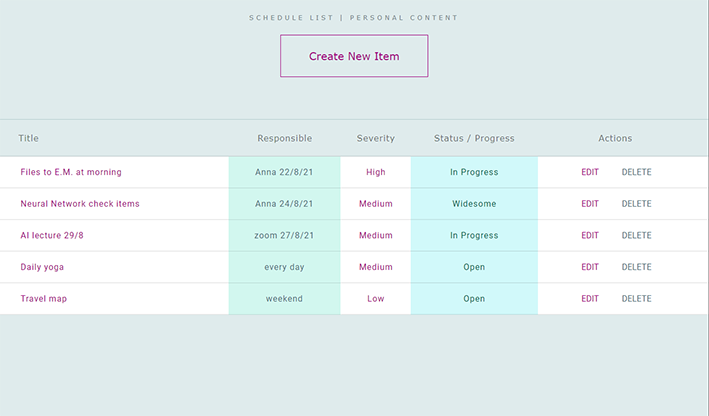 SCHEDULE LIST | PERSONAL CONTENT
Create New Item
Title Responsible Severity Status / Progress Actions
Files to E.M. at morning Anna 22/8/21 High In Progress EDIT DELETE
Neural Network check items Anna 24/8/21 Medium Widesome EDIT DELETE
AI lecture 29/8 zoom 27/8/21 Medium In Progress EDIT DELETE
Daily yoga every day Medium Open EDIT DELETE
Travel map weekend Low Open EDIT DELETE